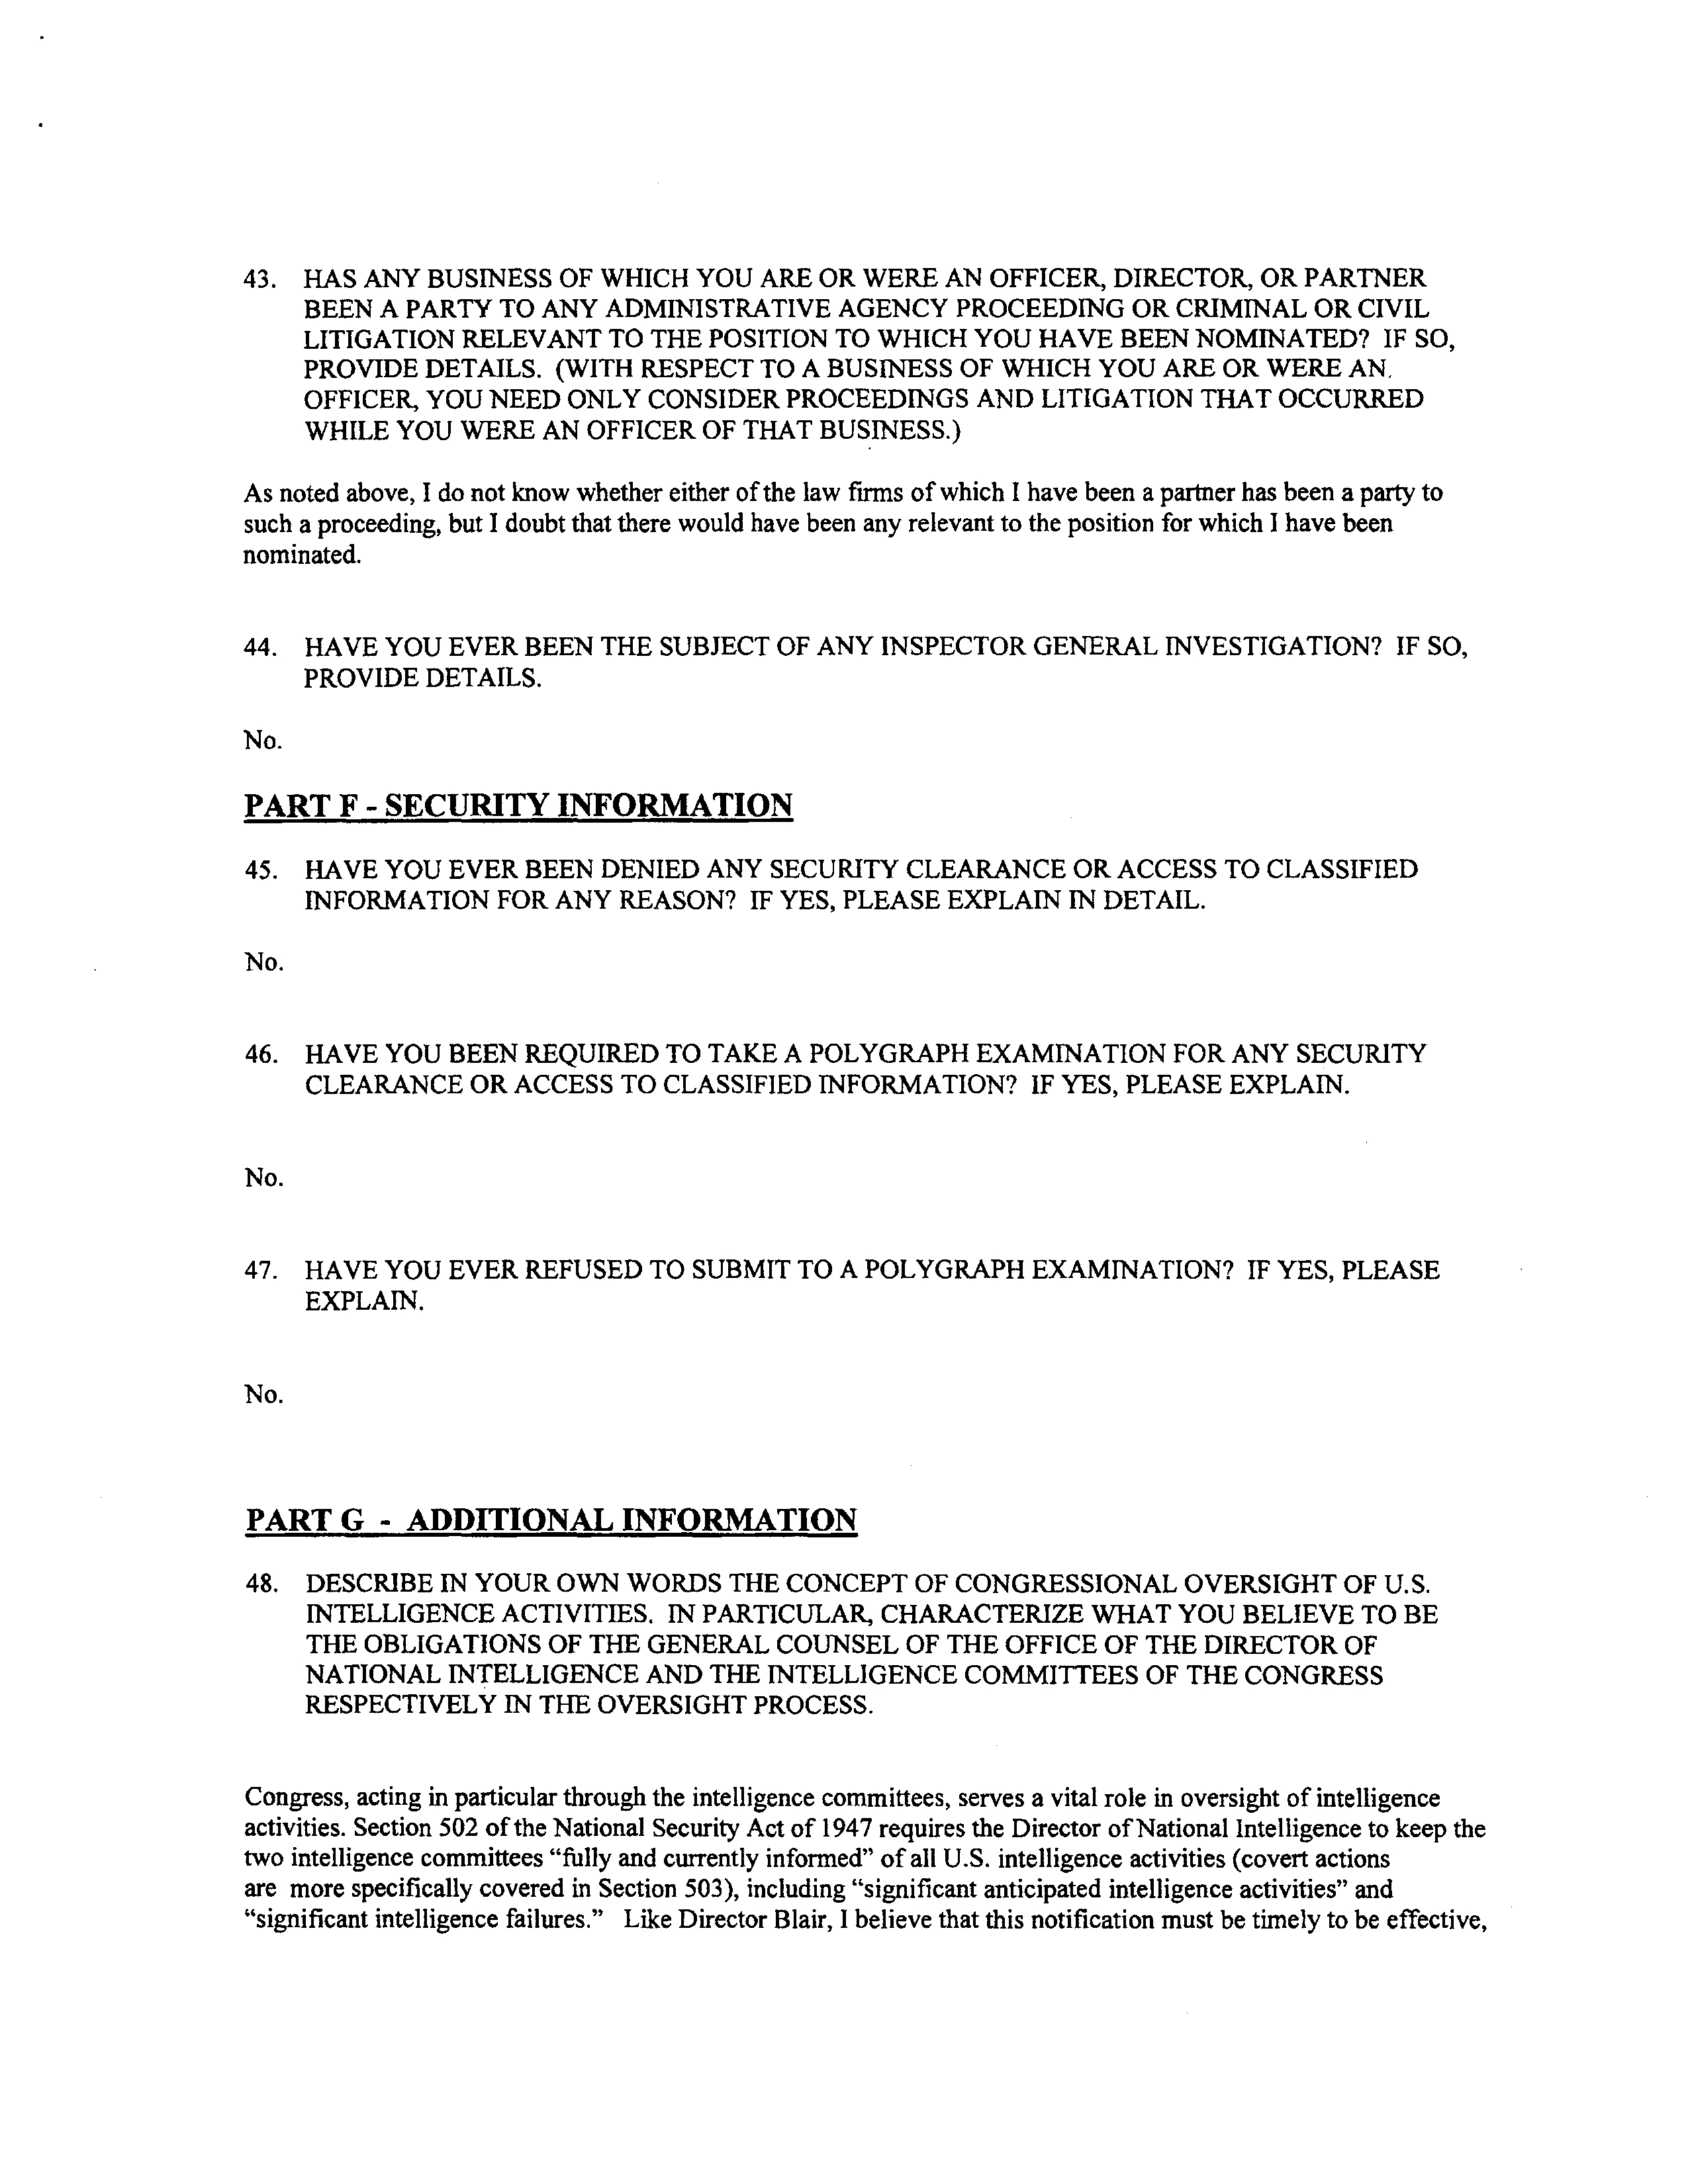 43. HAS ANY BUSINESS OF WHICH YOU ARE OR WERE AN OFFICER, DIRECTOR, OR PARTNER
BEEN A PARTY TO ANY ADMINISTRATIVE AGENCY PROCEEDING OR CRIMINAL OR CIVIL
LITIGATION RELEVANT TO THE POSITION TO WHICH YOU HAVE BEEN NOMINATED? IF SO,
PROVIDE DETAILS. (WITH RESPECT TO A BUSINESS OF WHICH YOU ARE OR WERE AN
OFFICER, YOU NEED ONLY CONSIDER PROCEEDINGS AND LITIGATION THAT OCCURRED
WHILE YOU WERE AN OFFICER OF THAT BUSINESS.)
As noted above, I do not know whether either of the law firms of which I have been a partner has been a party to
such a proceeding, but I doubt that there would have been any relevant to the position for which I have been
nominated.
44. HAVE YOU EVER BEEN THE SUBJECT OF ANY INSPECTOR GENERAL INVESTIGATION? IF SO,
PROVIDE DETAILS.
No.
PART F - SECURITY INFORMATION
45. HAVE YOU EVER BEEN DENIED ANY SECURITY CLEARANCE OR ACCESS TO CLASSIFIED
INFORMATION FOR ANY REASON? IF YES, PLEASE EXPLAIN IN DETAIL.
No.
46. HAVE YOU BEEN REQUIRED TO TAKE A POLYGRAPH EXAMINATION FOR ANY SECURITY
CLEARANCE OR ACCESS TO CLASSIFIED INFORMATION? IF YES, PLEASE EXPLAIN.
No.
47. HAVE YOU EVER REFUSED TO SUBMIT TO A POLYGRAPH EXAMINATION? IF YES, PLEASE
EXPLAIN.
No.
PART G - ADDITIONAL INFORMATION
48. DESCRIBE IN YOUR OWN WORDS THE CONCEPT OF CONGRESSIONAL OVERSIGHT OF U.S.
INTELLIGENCE ACTIVITIES. IN PARTICULAR, CHARACTERIZE WHAT YOU BELIEVE TO BE
THE OBLIGATIONS OF THE GENERAL COUNSEL OF THE OFFICE OF THE DIRECTOR OF
NATIONAL INTELLIGENCE AND THE INTELLIGENCE COMMITTEES OF THE CONGRESS
RESPECTIVELY IN THE OVERSIGHT PROCESS.
Congress, acting in particular through the intelligence committees, serves a vital role in oversight of intelligence
activities. Section 502 of the National Security Act of 1947 requires the Director of National Intelligence to keep the
two intelligence committees “fully and currently informed” of all U.S. intelligence activities (covert actions
are more specifically covered in Section 503), including “significant anticipated intelligence activities” and
“significant intelligence failures.” Like Director Blair, I believe that this notification must be timely to be effective,